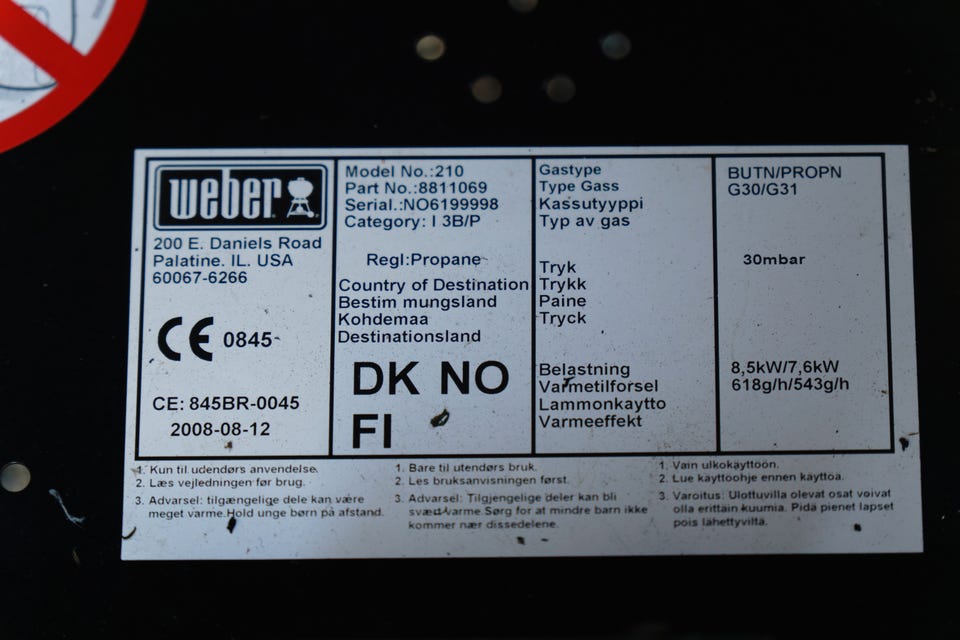 weber
200 E. Daniels Road
Palatine. IL. USA
60067-6266
CE 0845
CE: 845BR-0045
2008-08-12
Model No.:210
Part No.:8811069
Serial.:NO6199998
Category: I 3B/P
Regl:Propane
Country of Destination
Bestim mungsland
Kohdemaa
Destinationsland
DK NO
FI
Gastype
Type Gass
Kassutyyppi
Typ av gas
Tryk
Trykk
Paine
Tryck
Belastning
Varmetilforsel
Lammonkaytto
Varmeeffekt
BUTN/PROPN
G30/G31
30mbar
8,5kW/7,6kW
618g/h/543g/h
1. Kun til udendørs anvendelse.
2. Læs vejledningen før brug.
3. Advarsel: tilgængelige dele kan være
meget varme.Hold unge børn på afstand.
1. Bare til utendørs bruk.
2. Les bruksanvisningen først.
3. Advarsel: Tilgjengelige deler kan bli
svært varme.Sørg for at mindre barn ikke
kommer nær dissedelene.
1. Vain ulkokäyttöön.
2. Lue käyttöohje ennen käyttöä.
3. Varoitus: Ulottuvilla olevat osat voivat
olla erittäin kuumia. Pidä pienet lapset
pois lähettyviltä.